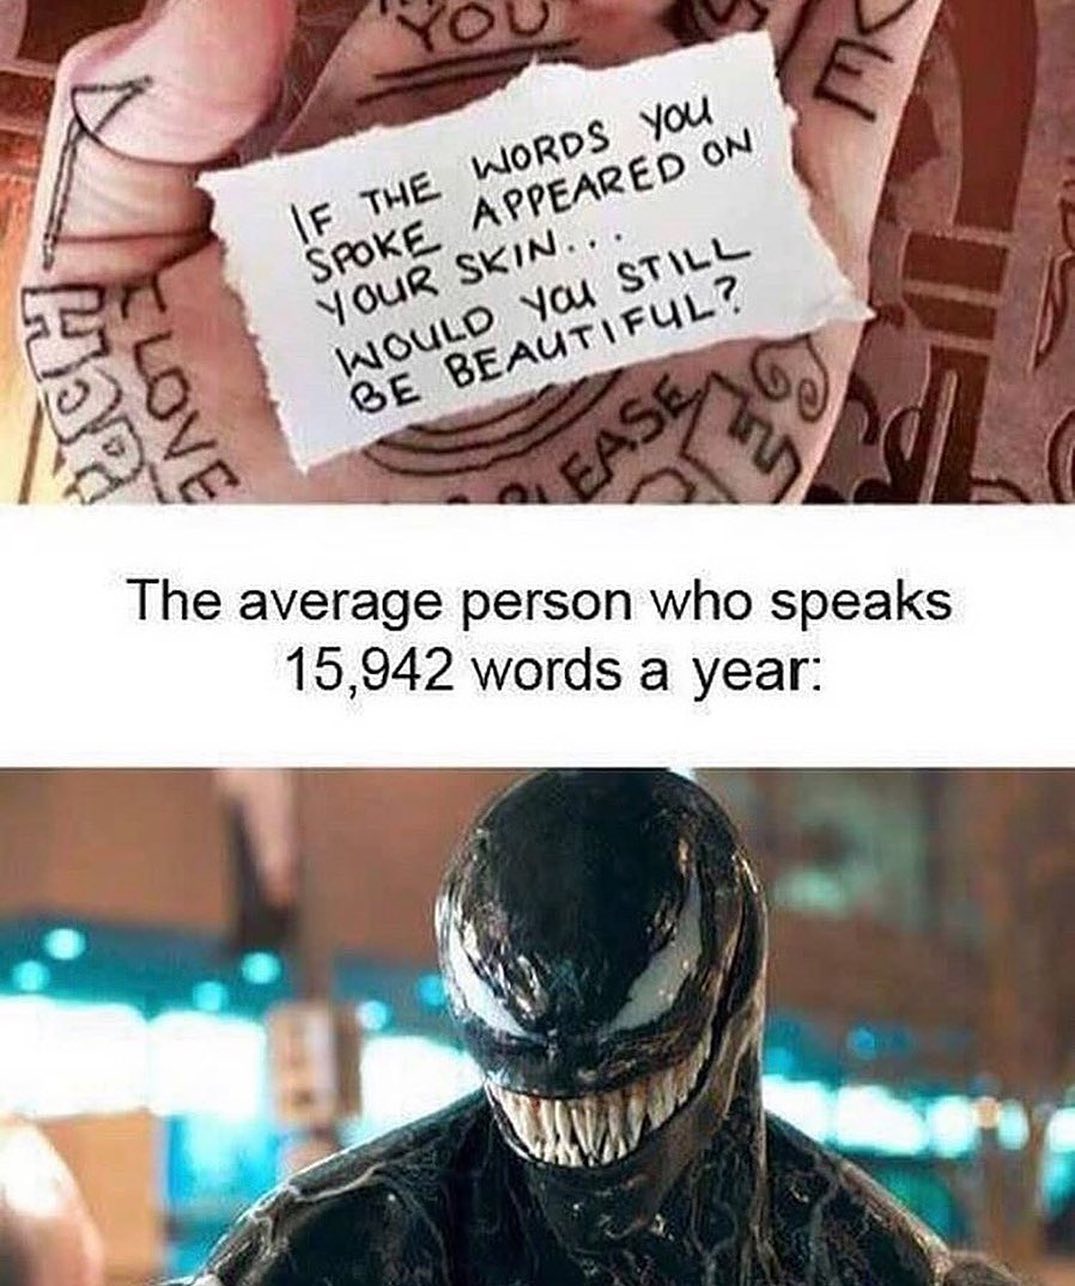 YOU
E
IF THE WORDS YOU
SPOKE APPEARED ON
YOUR SKIN...
WOULD YOU STILL
BE BEAUTIFUL?
LOVE
EASE
The average person who speaks
15,942 words a year: